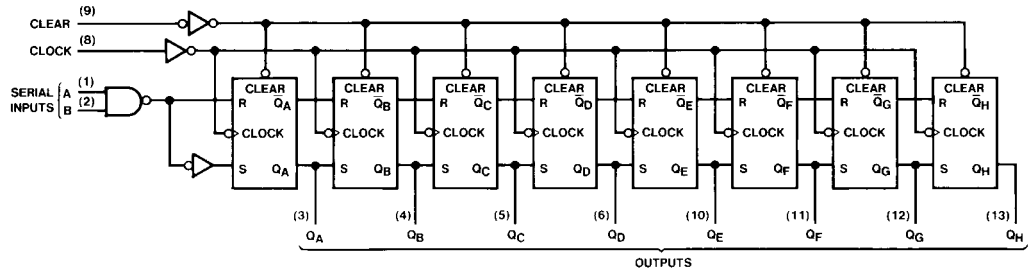 CLEAR (9)
CLOCK (8)
SERIAL INPUTS A (1)
B (2)
CLEAR CLEAR CLEAR CLEAR CLEAR CLEAR CLEAR CLEAR
R Q̅A R Q̅B R Q̅C R Q̅D R Q̅E R Q̅F R Q̅G R Q̅H
CLOCK CLOCK CLOCK CLOCK CLOCK CLOCK CLOCK CLOCK
S QA S QB S QC S QD S QE S QF S QG S QH
(3) (4) (5) (6) (10) (11) (12) (13)
QA QB QC QD QE QF QG QH
OUTPUTS